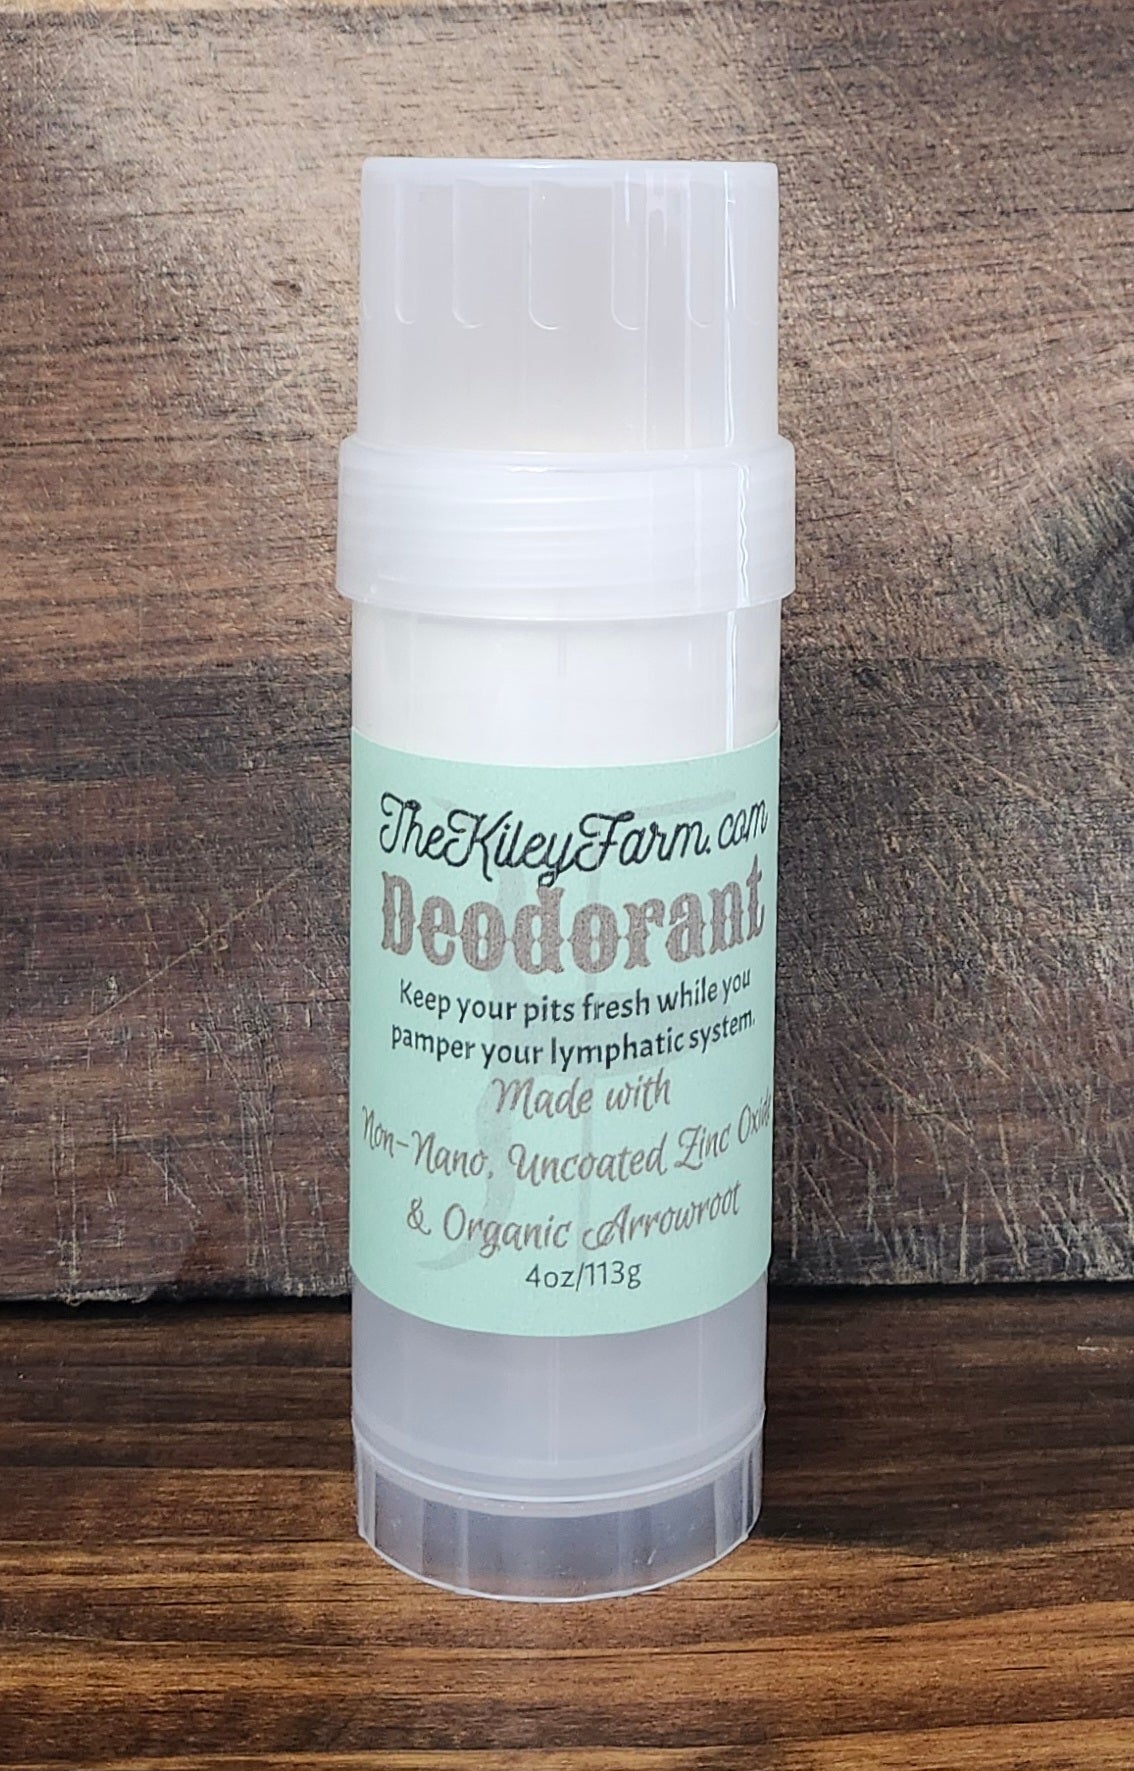 TheKileyFarm.com
Deodorant
Keep your pits fresh while you
pamper your lymphatic system.
Made with
Non-Nano, Uncoated Zinc Oxide
& Organic Arrowroot
4oz/113g